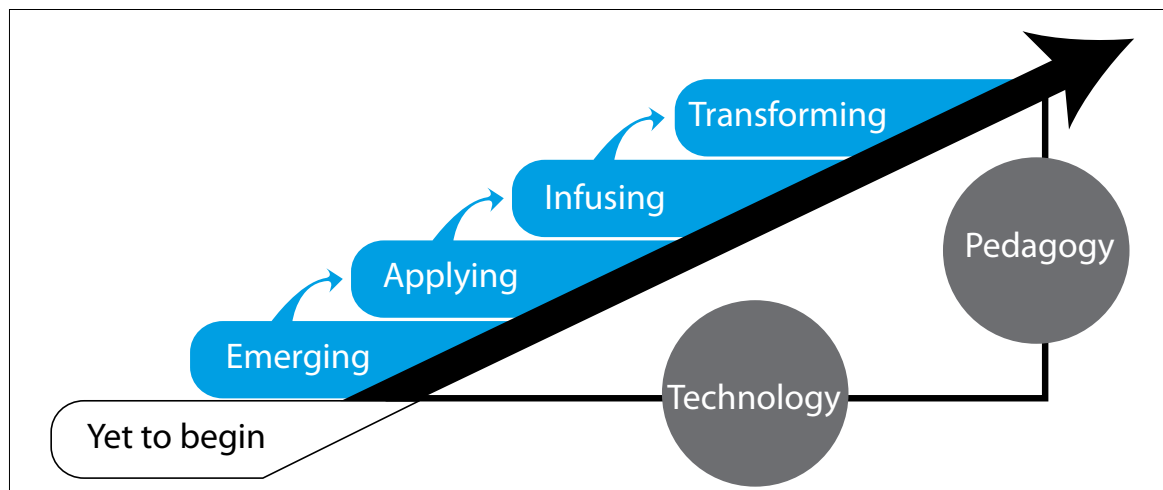 Transforming
Infusing
Pedagogy
Applying
Emerging
Technology
Yet to begin